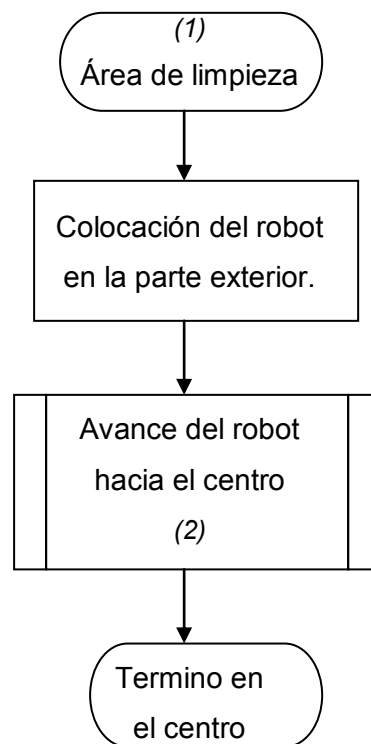 (1)
Área de limpieza
Colocación del robot
en la parte exterior.
Avance del robot
hacia el centro
(2)
Termino en
el centro